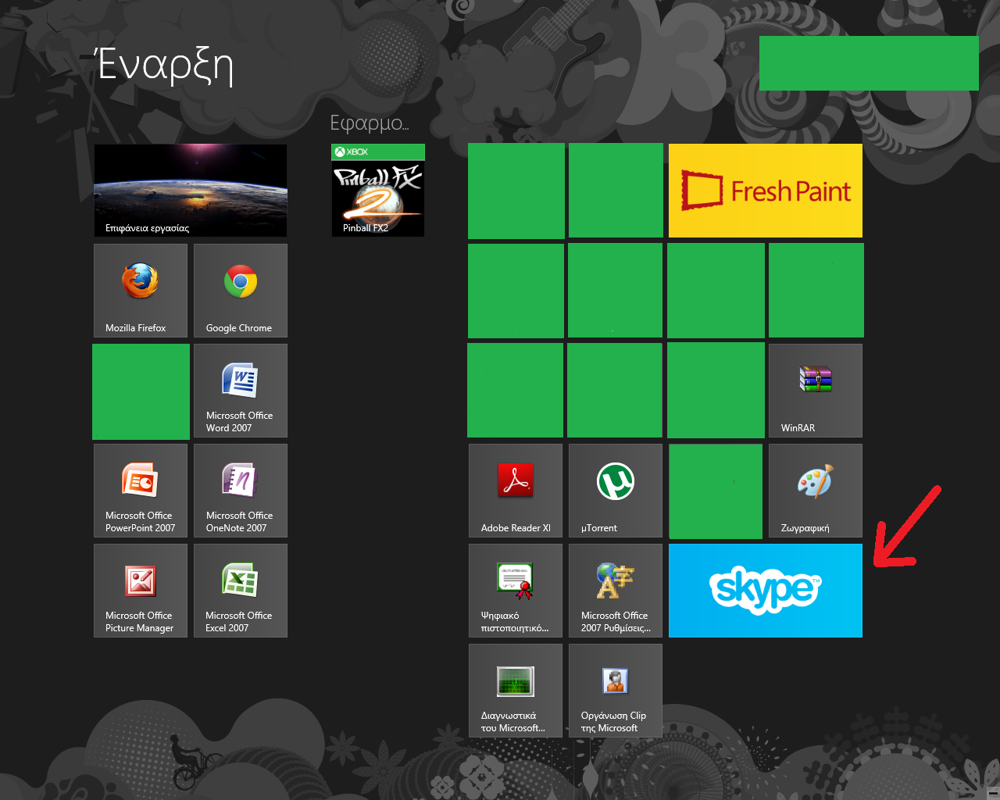 Έναρξη
Εφαρμο...
Επιφάνεια εργασίας
XBOX
Pinball FX
2
Pinball FX2
Fresh Paint
Mozilla Firefox
Google Chrome
Microsoft Office
Word 2007
WinRAR
Microsoft Office
PowerPoint 2007
Microsoft Office
OneNote 2007
Adobe Reader XI
µTorrent
Ζωγραφική
Microsoft Office
Picture Manager
Microsoft Office
Excel 2007
Ψηφιακό
πιστοποιητικό...
Microsoft Office
2007 Ρυθμίσεις...
skype™
Διαγνωστικά
του Microsoft...
Οργάνωση Clip
της Microsoft